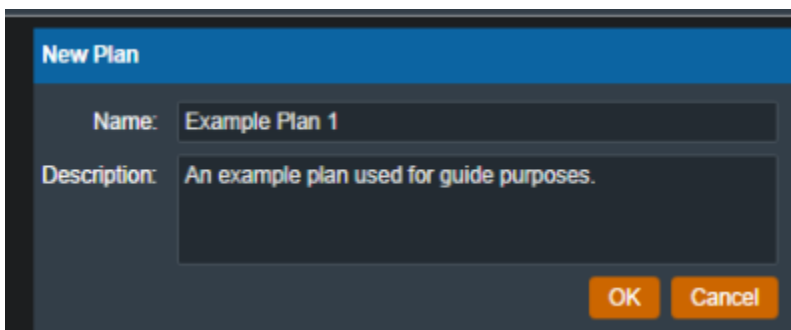 New Plan
Name: Example Plan 1
Description: An example plan used for guide purposes.
OK Cancel